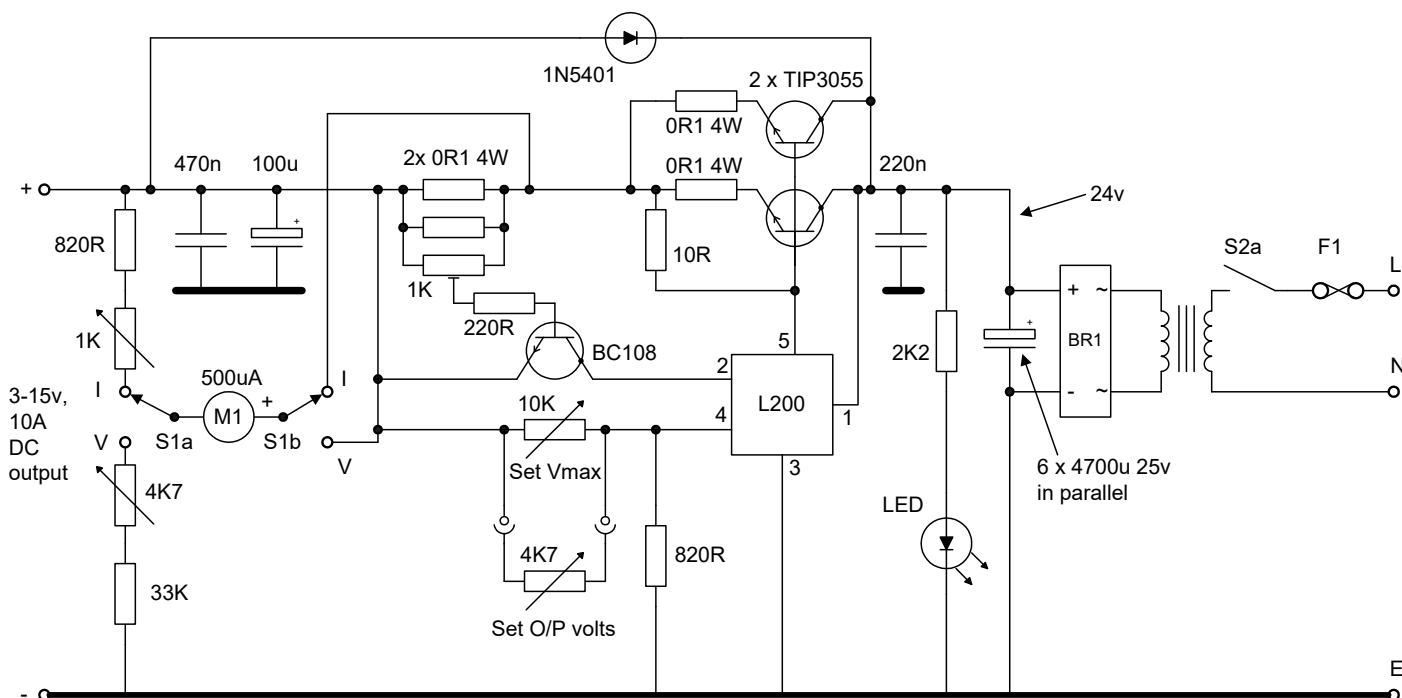 1N5401
2 x TIP3055
0R1 4W
470n
100u
2x 0R1 4W
0R1 4W
220n
+
+
24v
820R
10R
S2a
F1
L
1K
+
~
220R
+
1K
5
2K2
BR1
BC108
N
500uA
2
-
~
I
I
3-15v,
10A
DC
output
M1
+
10K
4
L200
1
S1a
S1b
V
V
Set Vmax
3
6 x 4700u 25v
in parallel
4K7
LED
4K7
820R
33K
Set O/P volts
E
-